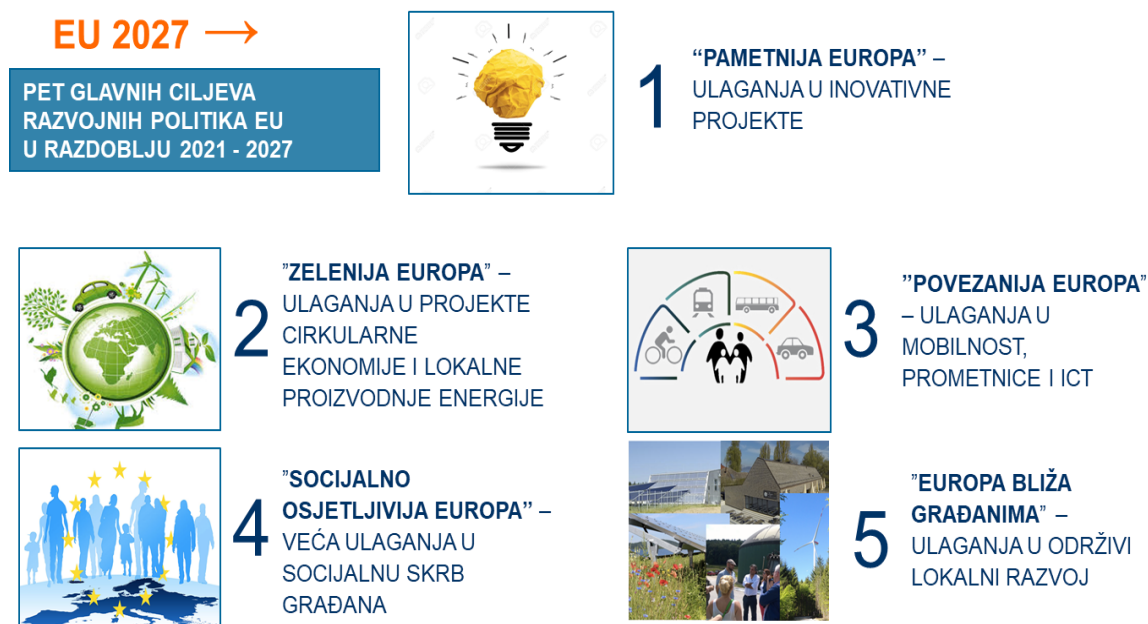 EU 2027 →
PET GLAVNIH CILJEVA
RAZVOJNIH POLITIKA EU
U RAZDOBLJU 2021 - 2027
1
“PAMETNIJA EUROPA” –
ULAGANJA U INOVATIVNE
PROJEKTE
2
”ZELENIJA EUROPA” –
ULAGANJA U PROJEKTE
CIRKULARNE
EKONOMIJE I LOKALNE
PROIZVODNJE ENERGIJE
3
”POVEZANIJA EUROPA”
– ULAGANJA U
MOBILNOST,
PROMETNICE I ICT
4
”SOCIJALNO
OSJETLJIVIJA EUROPA” –
VEĆA ULAGANJA U
SOCIJALNU SKRB
GRAĐANA
5
”EUROPA BLIŽA
GRAĐANIMA” –
ULAGANJA U ODRŽIVI
LOKALNI RAZVOJ